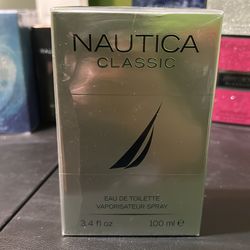 NAUTICA
CLASSIC
EAU DE TOILETTE
VAPORISATEUR SPRAY
3.4 fl oz 100 ml e